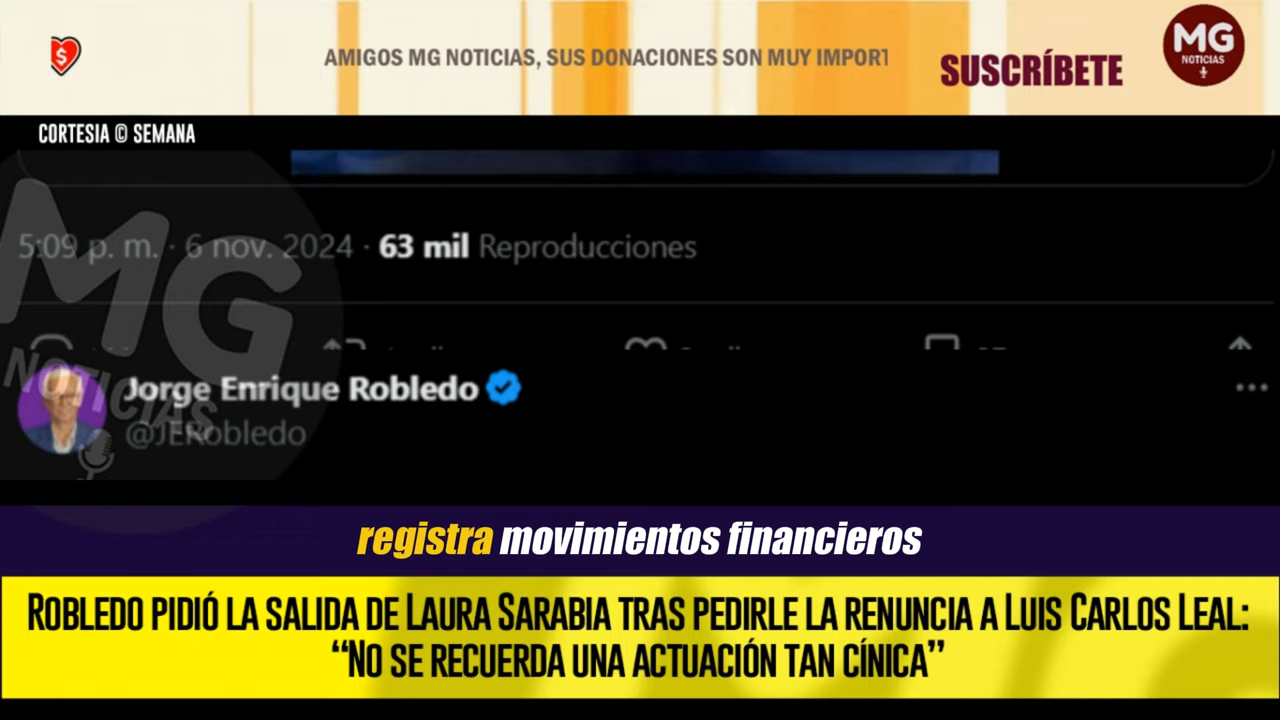 AMIGOS MG NOTICIAS, SUS DONACIONES SON MUY IMPORT
SUSCRÍBETE
MG
NOTICIAS
CORTESIA © SEMANA
5:09 p. m. · 6 nov. 2024 · 63 mil Reproducciones
MG
NOTICIAS
Jorge Enrique Robledo
@JERobledo
registra movimientos financieros
ROBLEDO PIDIÓ LA SALIDA DE LAURA SARABIA TRAS PEDIRLE LA RENUNCIA A LUIS CARLOS LEAL:
“NO SE RECUERDA UNA ACTUACIÓN TAN CÍNICA”